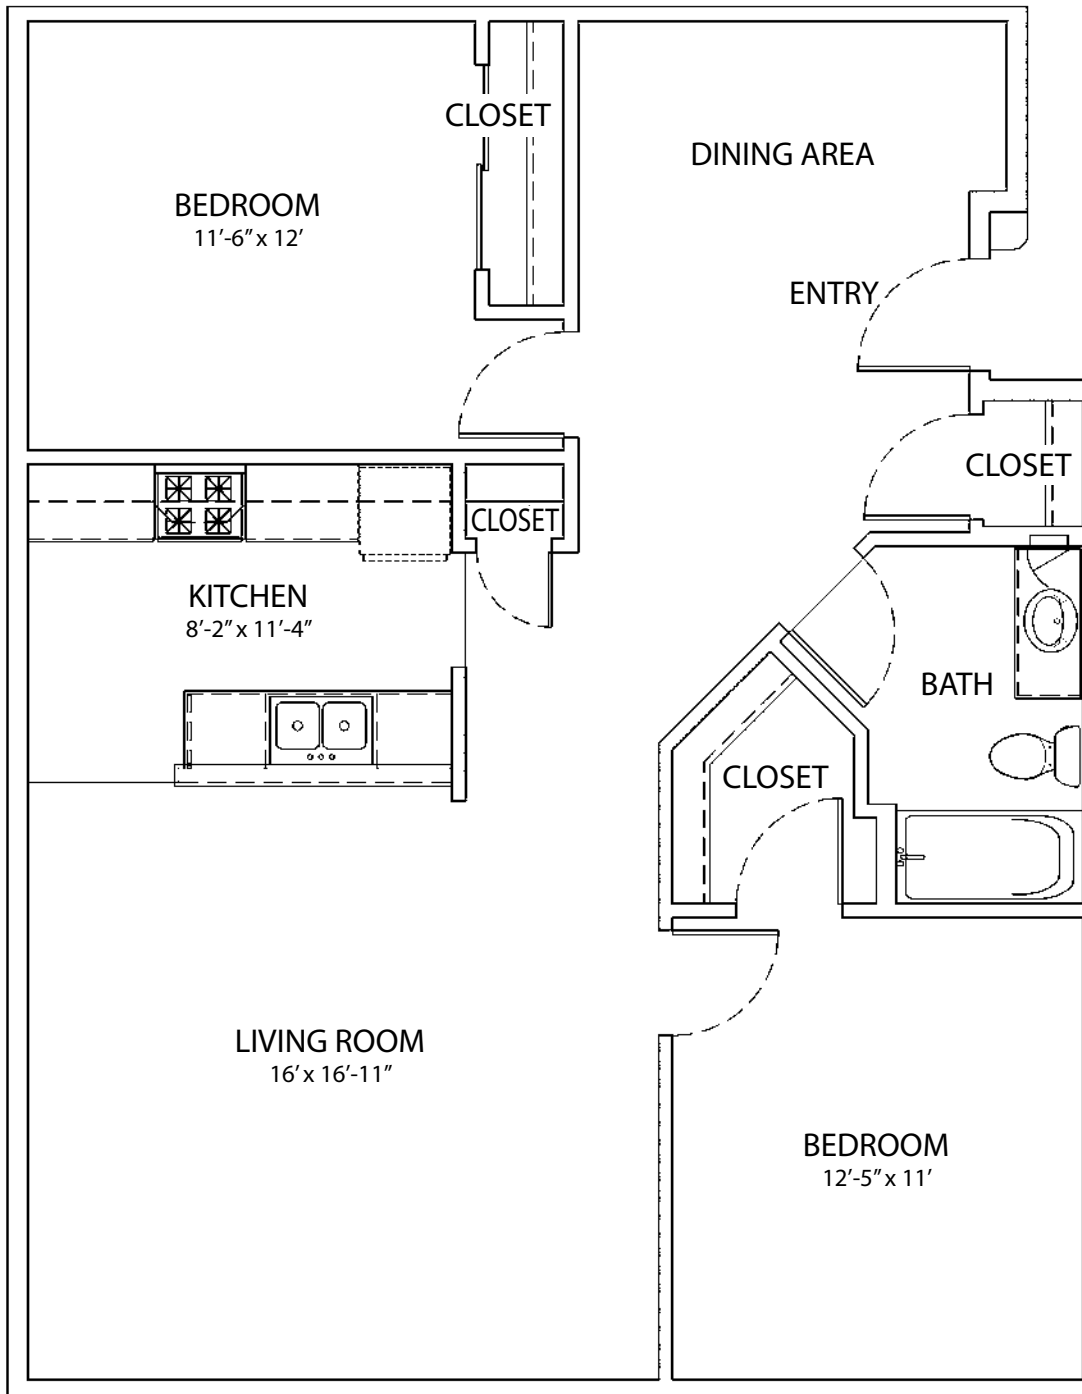 CLOSET
DINING AREA
BEDROOM
11’-6” x 12’
ENTRY
CLOSET
CLOSET
KITCHEN
8’-2” x 11’-4”
BATH
CLOSET
LIVING ROOM
16’ x 16’-11”
BEDROOM
12’-5” x 11’